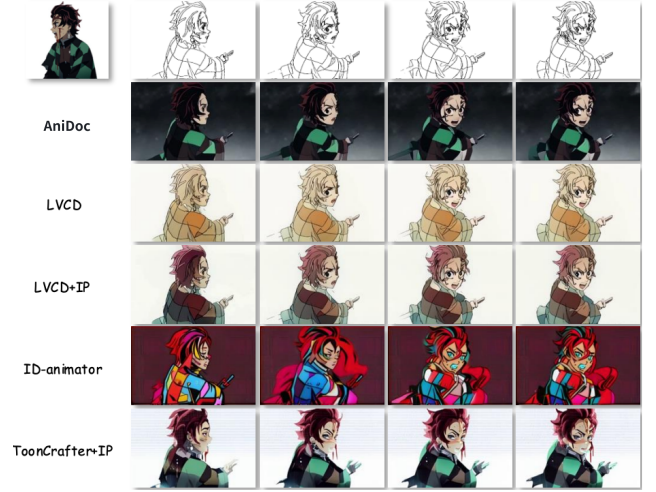 AniDoc
LVCD
LVCD+IP
ID-animator
ToonCrafter+IP